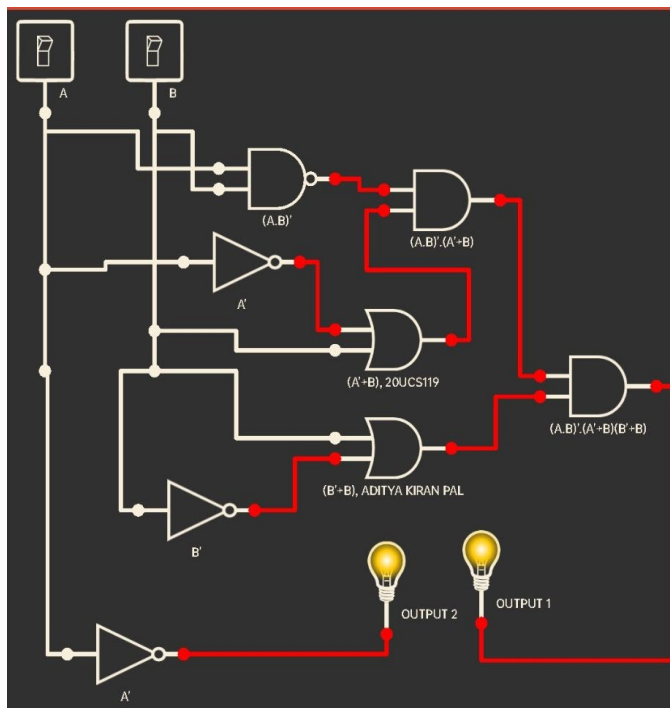 A
B
(A.B)'
(A.B)'.(A'+B)
A'
(A'+B), 20UCS119
(A.B)'.(A'+B)(B'+B)
(B'+B), ADITYA KIRAN PAL
B'
OUTPUT 2
OUTPUT 1
A'